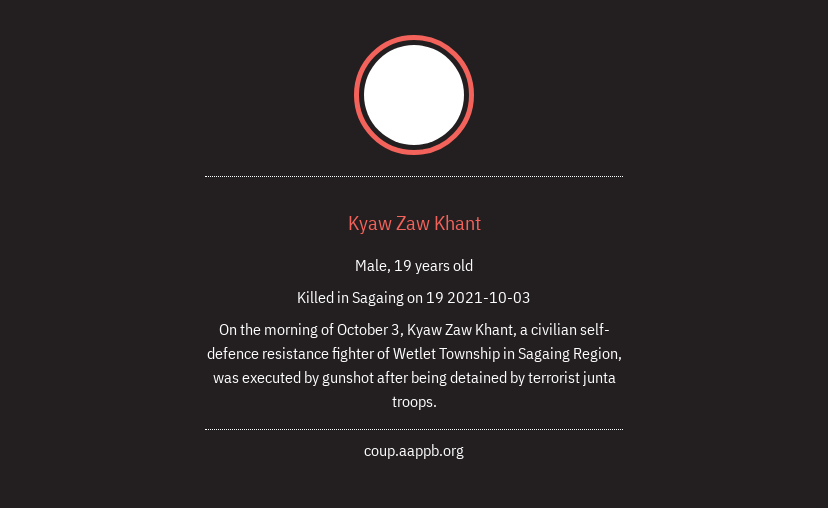 Kyaw Zaw Khant
Male, 19 years old
Killed in Sagaing on 19 2021-10-03
On the morning of October 3, Kyaw Zaw Khant, a civilian self-
defence resistance fighter of Wetlet Township in Sagaing Region,
was executed by gunshot after being detained by terrorist junta
troops.
coup.aappb.org